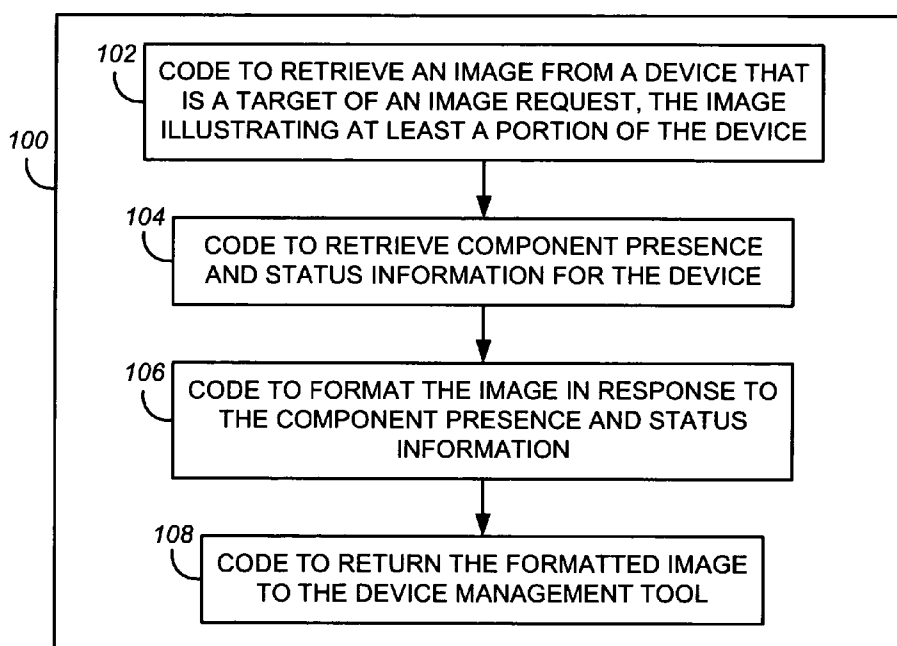 102
CODE TO RETRIEVE AN IMAGE FROM A DEVICE THAT
IS A TARGET OF AN IMAGE REQUEST, THE IMAGE
ILLUSTRATING AT LEAST A PORTION OF THE DEVICE
100
104
CODE TO RETRIEVE COMPONENT PRESENCE
AND STATUS INFORMATION FOR THE DEVICE
106
CODE TO FORMAT THE IMAGE IN RESPONSE TO
THE COMPONENT PRESENCE AND STATUS
INFORMATION
108
CODE TO RETURN THE FORMATTED IMAGE
TO THE DEVICE MANAGEMENT TOOL